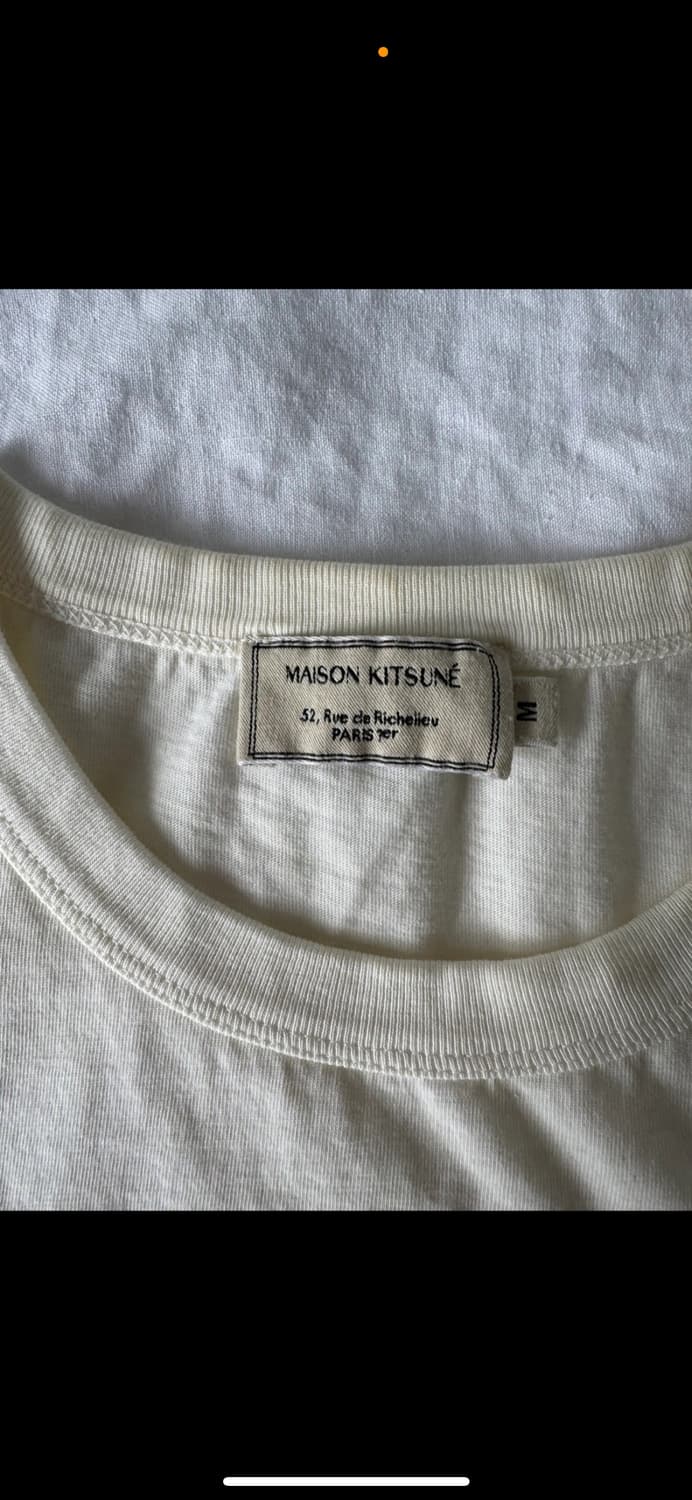 MAISON KITSUNÉ
52, Rue de Richelieu
PARIS 1er
M